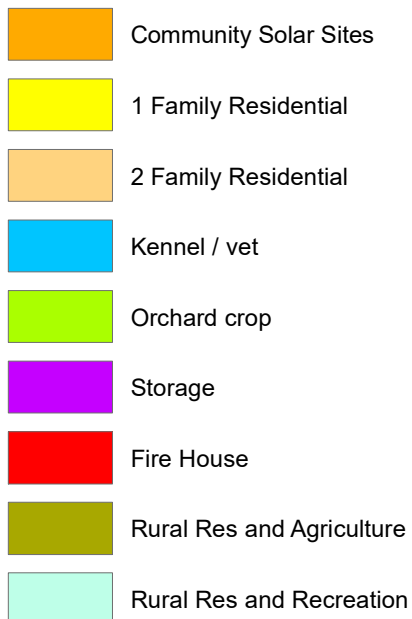 Community Solar Sites
1 Family Residential
2 Family Residential
Kennel / vet
Orchard crop
Storage
Fire House
Rural Res and Agriculture
Rural Res and Recreation